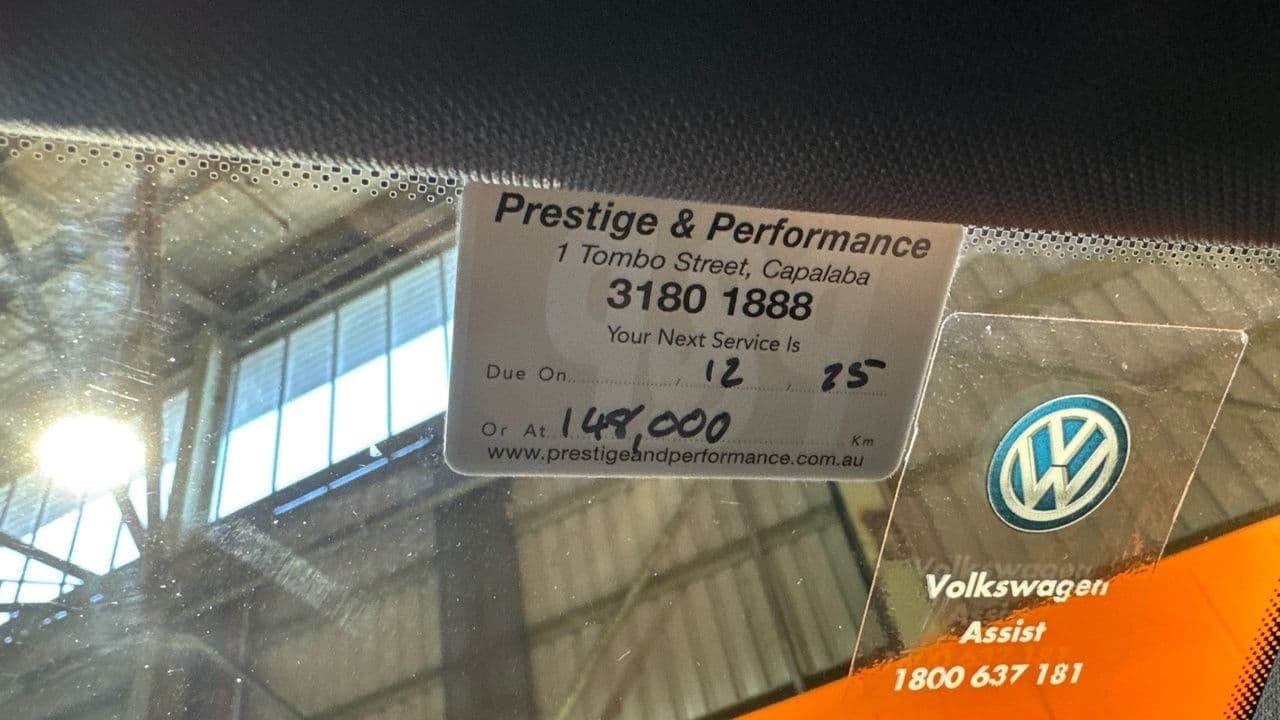 Prestige & Performance
1 Tombo Street, Capalaba
3180 1888
Your Next Service Is
Due On......../ 12 / 25
Or At 148,000 Km
www.prestigeandperformance.com.au
Volkswagen
Assist
1800 637 181